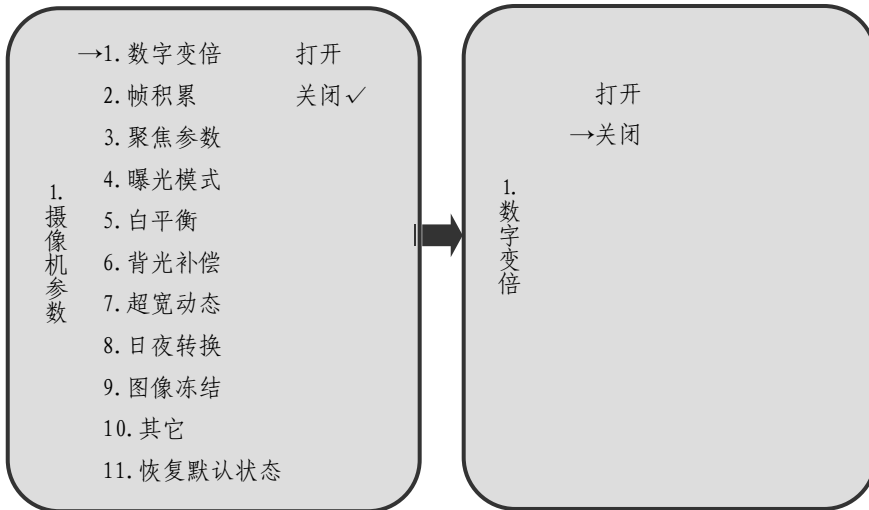 →1.数字变倍 打开
2.帧积累 关闭✓
3.聚焦参数
4.曝光模式
5.白平衡
6.背光补偿
7.超宽动态
8.日夜转换
9.图像冻结
10.其它
11.恢复默认状态
1.摄像机参数
打开
→关闭
1.数字变倍